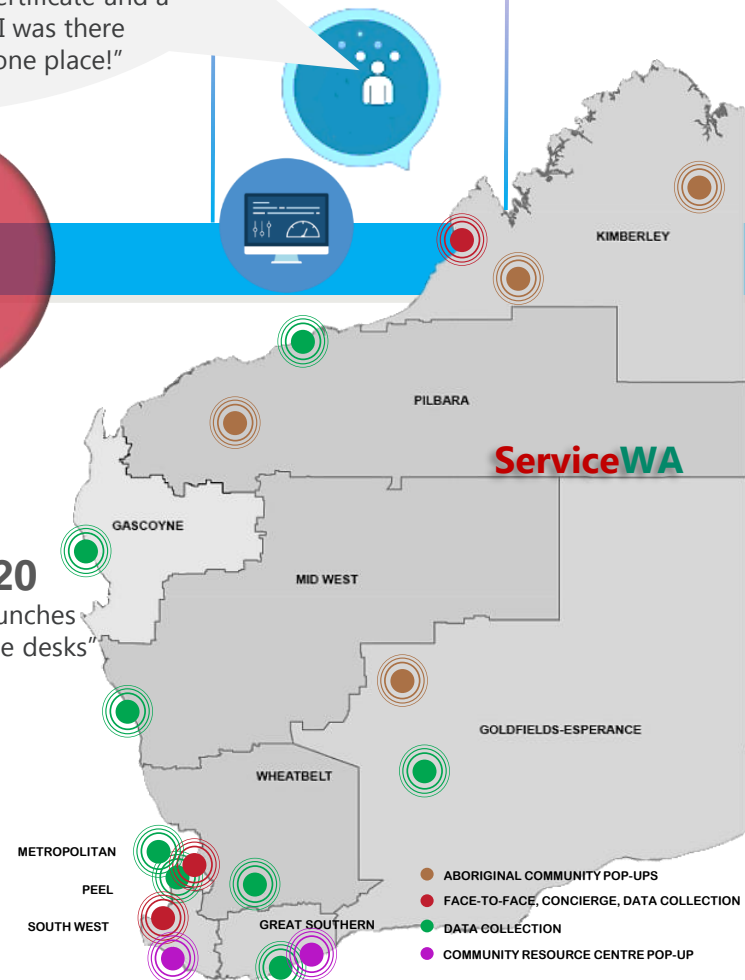 I was there
one place!”
KIMBERLEY
PILBARA
ServiceWA
GASCOYNE
20
MID WEST
e desks”
GOLDFIELDS-ESPERANCE
WHEATBELT
METROPOLITAN
PEEL
SOUTH WEST
GREAT SOUTHERN
ABORIGINAL COMMUNITY POP-UPS
FACE-TO-FACE, CONCIERGE, DATA COLLECTION
DATA COLLECTION
COMMUNITY RESOURCE CENTRE POP-UP